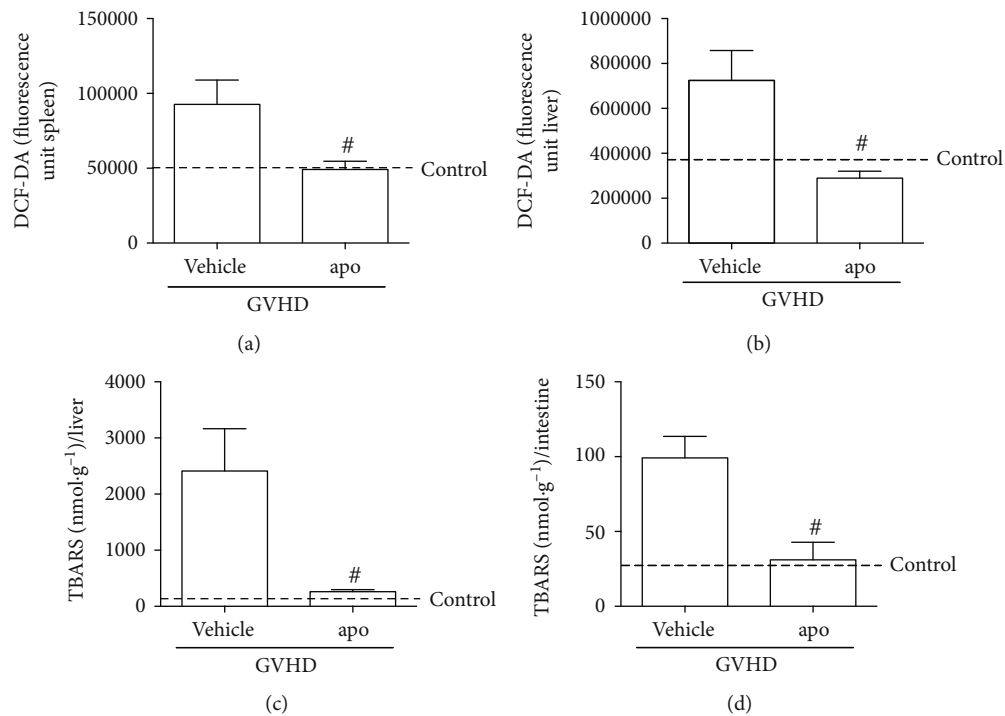 DCF-DA (fluorescence
unit spleen)
150000
100000
50000
0
#
Control
Vehicle apo
GVHD
(a)
DCF-DA (fluorescence
unit liver)
1000000
800000
600000
400000
200000
0
#
Control
Vehicle apo
GVHD
(b)
TBARS (nmol·g⁻¹)/liver
4000
3000
2000
1000
0
#
Control
Vehicle apo
GVHD
(c)
TBARS (nmol·g⁻¹)/intestine
150
100
50
0
#
Control
Vehicle apo
GVHD
(d)